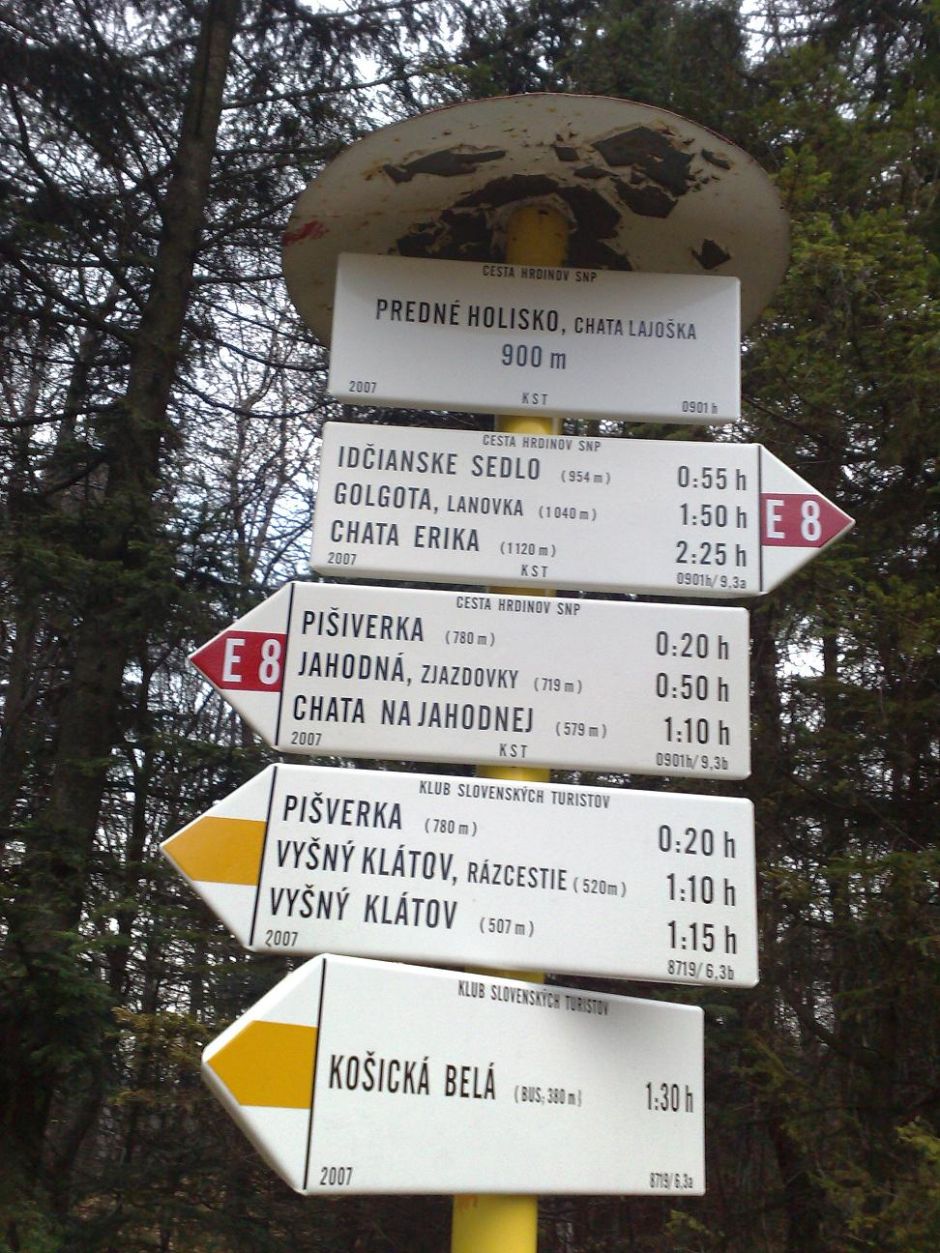 CESTA HRDINOV SNP
PREDNÉ HOLISKO, CHATA LAJOŠKA
900 m
2007 KST 0901 h
CESTA HRDINOV SNP
IDČIANSKE SEDLO (954 m) 0:55 h
GOLGOTA, LANOVKA (1040 m) 1:50 h
CHATA ERIKA (1120 m) 2:25 h
E 8
2007 KST 0901h/9,3a
CESTA HRDINOV SNP
PIŠIVERKA (780 m) 0:20 h
E 8
JAHODNÁ, ZJAZDOVKY (719 m) 0:50 h
CHATA NA JAHODNEJ (579 m) 1:10 h
2007 KST 0901h/9,3b
KLUB SLOVENSKÝCH TURISTOV
PIŠVERKA (780 m) 0:20 h
VYŠNÝ KLÁTOV, RÁZCESTIE (520m) 1:10 h
VYŠNÝ KLÁTOV (507 m) 1:15 h
2007 8719/6,3b
KLUB SLOVENSKÝCH TURISTOV
KOŠICKÁ BELÁ (BUS; 380 m) 1:30 h
2007 8719/6,3a